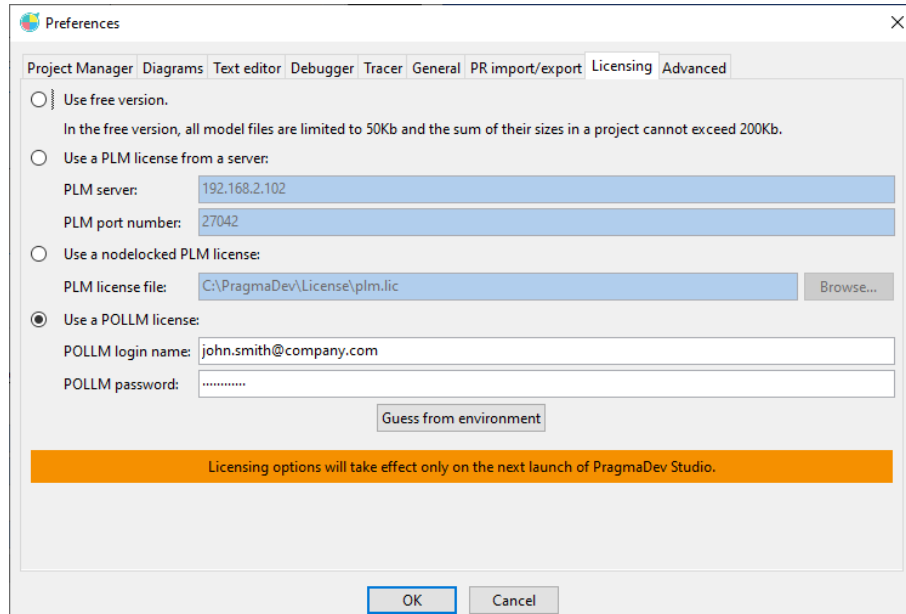 Preferences
Project Manager Diagrams Text editor Debugger Tracer General PR import/export Licensing Advanced
Use free version.
In the free version, all model files are limited to 50Kb and the sum of their sizes in a project cannot exceed 200Kb.
Use a PLM license from a server:
PLM server: 192.168.2.102
PLM port number: 27042
Use a nodelocked PLM license:
PLM license file: C:\PragmaDev\License\plm.lic Browse...
Use a POLLM license:
POLLM login name: john.smith@company.com
POLLM password: ••••••••••••
Guess from environment
Licensing options will take effect only on the next launch of PragmaDev Studio.
OK Cancel